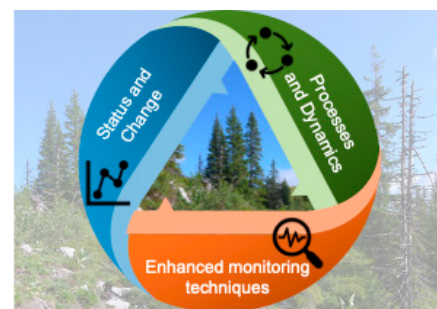 Status and
Change
Processes
and Dynamics
Enhanced monitoring
techniques